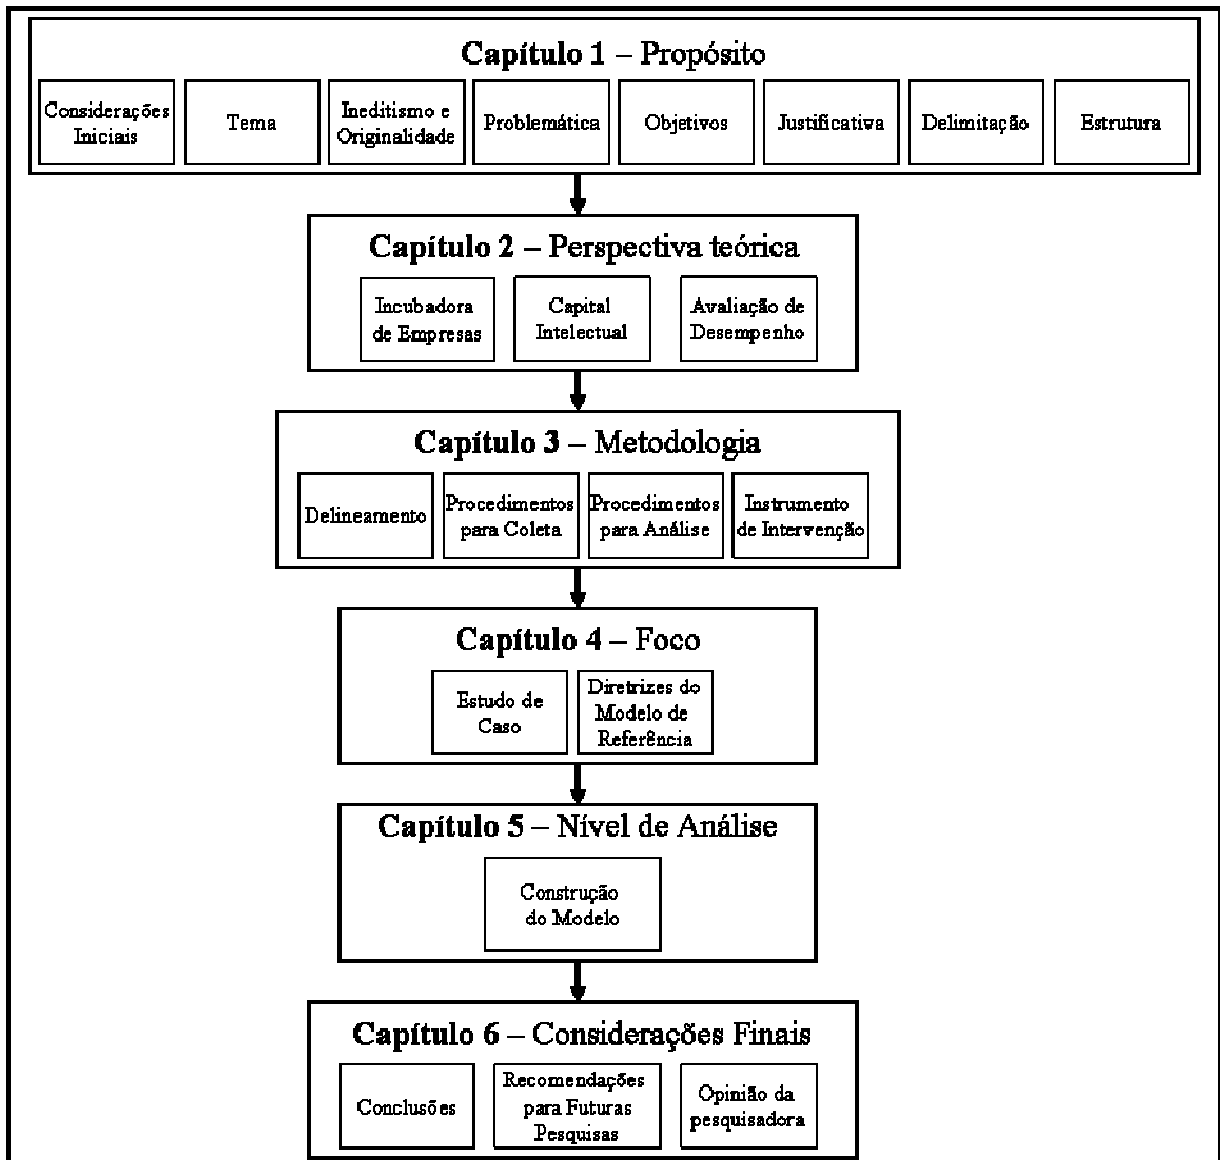 Capítulo 1 – Propósito
Considerações
Iniciais
Tema
Ineditismo e
Originalidade
Problemática
Objetivos
Justificativa
Delimitação
Estrutura
Capítulo 2 – Perspectiva teórica
Incubadora
de Empresas
Capital
Intelectual
Avaliação de
Desempenho
Capítulo 3 – Metodologia
Delineamento
Procedimentos
para Coleta
Procedimentos
para Análise
Instrumento
de Intervenção
Capítulo 4 – Foco
Estudo de
Caso
Diretrizes do
Modelo de
Referência
Capítulo 5 – Nível de Análise
Construção
do Modelo
Capítulo 6 – Considerações Finais
Conclusões
Recomendações
para Futuras
Pesquisas
Opinião da
pesquisadora